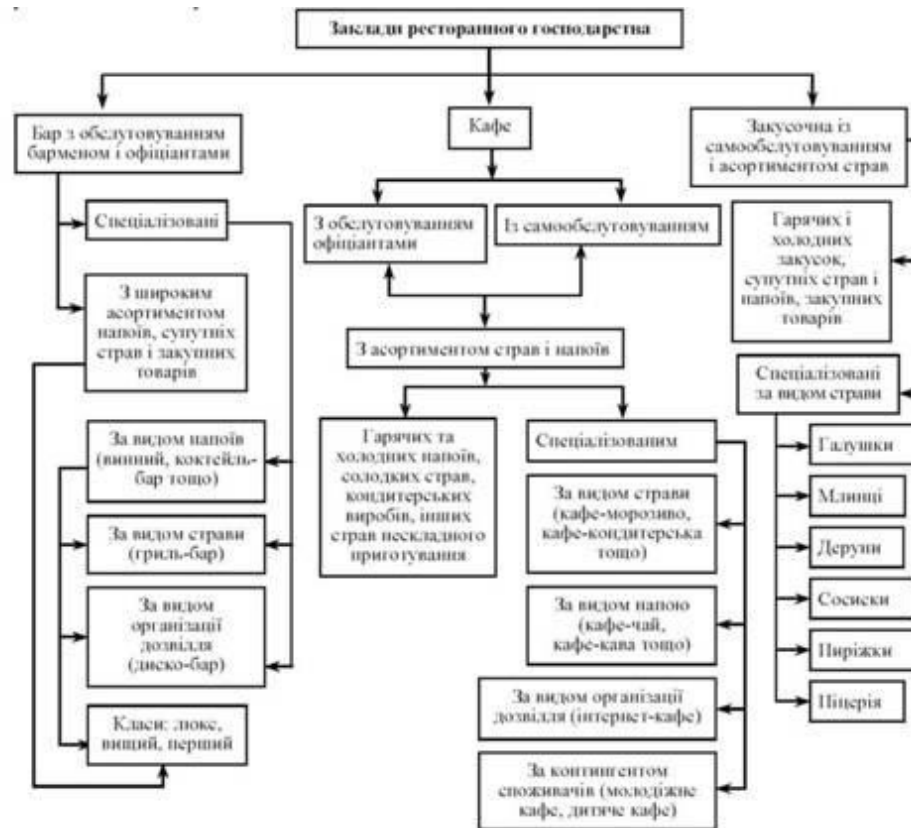 Заклади ресторанного господарства
Бар з обслуговуванням
барменом і офіціантами
Кафе
Закусочна із
самообслуговуванням
і асортиментом страв
Спеціалізовані
З обслуговуванням
офіціантами
Із самообслуговуванням
Гарячих і
холодних
закусок,
супутніх страв і
напоїв, закупних
товарів
З широким
асортиментом
напоїв, супутніх
страв і закупних
товарів
З асортиментом страв і напоїв
Спеціалізовані
за видом страви
За видом напоїв
(винний, коктейль-
бар тощо)
Гарячих та
холодних напоїв,
солодких страв,
кондитерських
виробів, інших
страв нескладного
приготування
Спеціалізованим
Галушки
За видом страви
(кафе-морозиво,
кафе-кондитерська
тощо)
Млинці
За видом страви
(гриль-бар)
Деруни
За видом
організації
дозвілля
(диско-бар)
За видом напою
(кафе-чай,
кафе-кава тощо)
Сосиски
Пиріжки
За видом організації
дозвілля (інтернет-кафе)
Піцерія
Класи: люкс,
вищий, перший
За контингентом
споживачів (молодіжне
кафе, дитяче кафе)